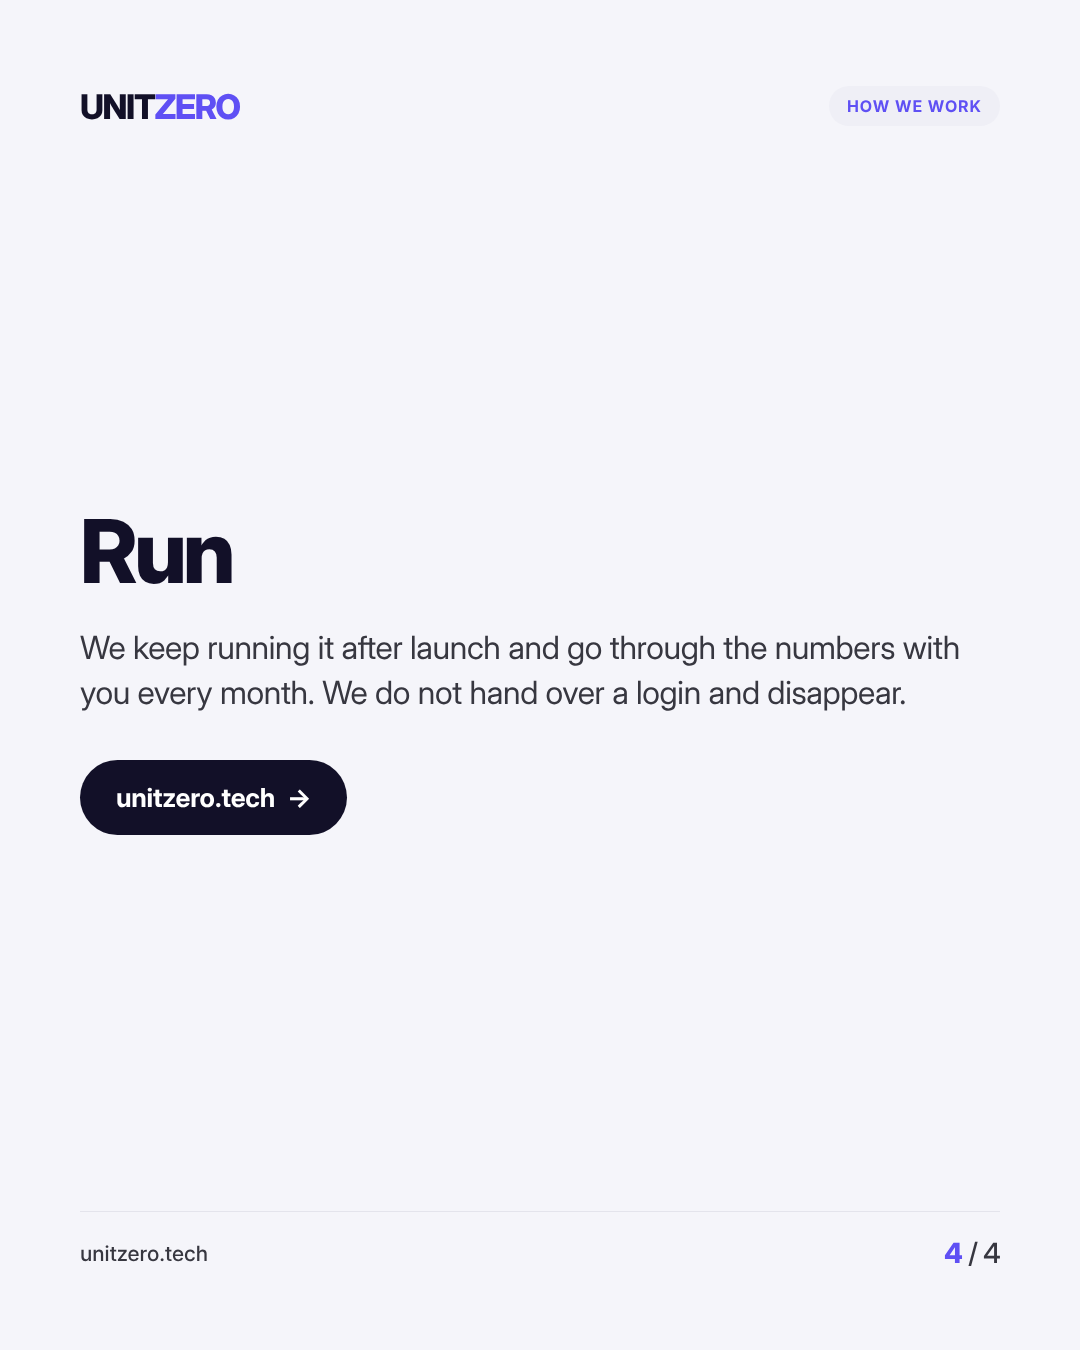 UNITZERO
HOW WE WORK
Run
We keep running it after launch and go through the numbers with
you every month. We do not hand over a login and disappear.
unitzero.tech →
unitzero.tech
4 / 4